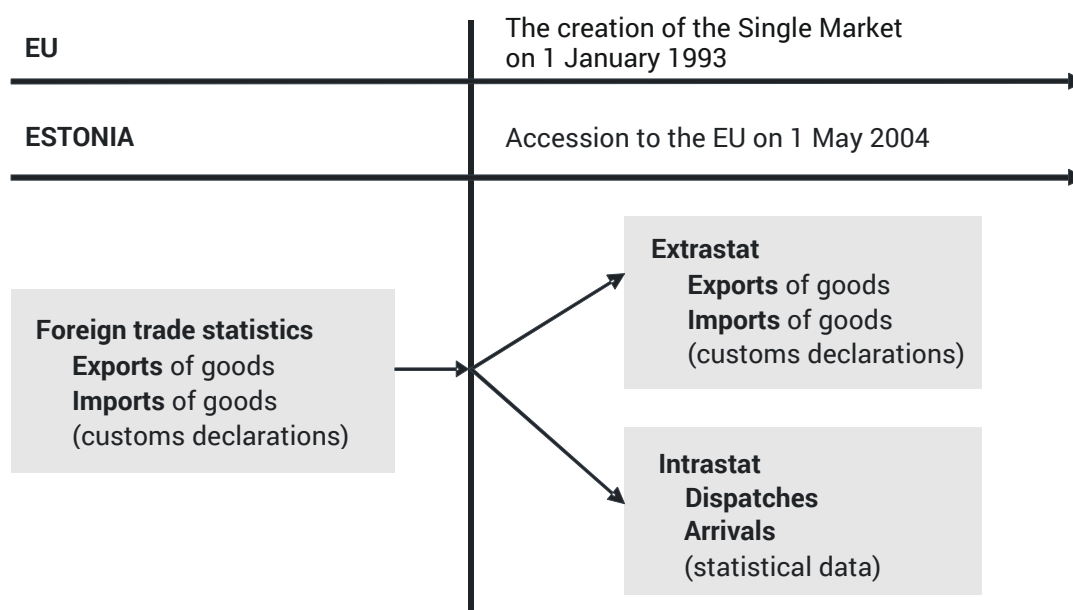 EU
The creation of the Single Market
on 1 January 1993
ESTONIA
Accession to the EU on 1 May 2004
Foreign trade statistics
Exports of goods
Imports of goods
(customs declarations)
Extrastat
Exports of goods
Imports of goods
(customs declarations)
Intrastat
Dispatches
Arrivals
(statistical data)